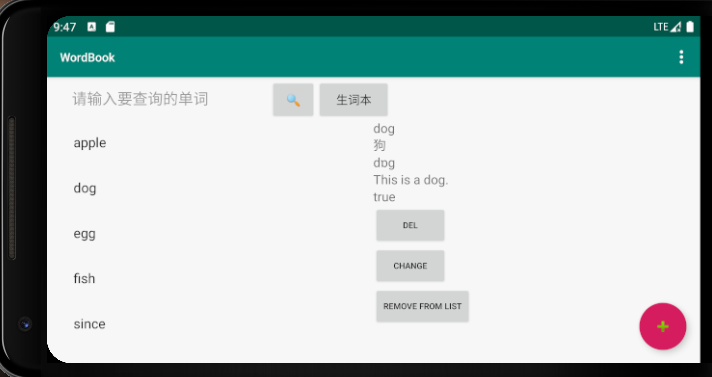 9:47
LTE
WordBook
请输入要查询的单词
生词本
apple
dog
egg
fish
since
dog
狗
dɒg
This is a dog.
true
DEL
CHANGE
REMOVE FROM LIST
+